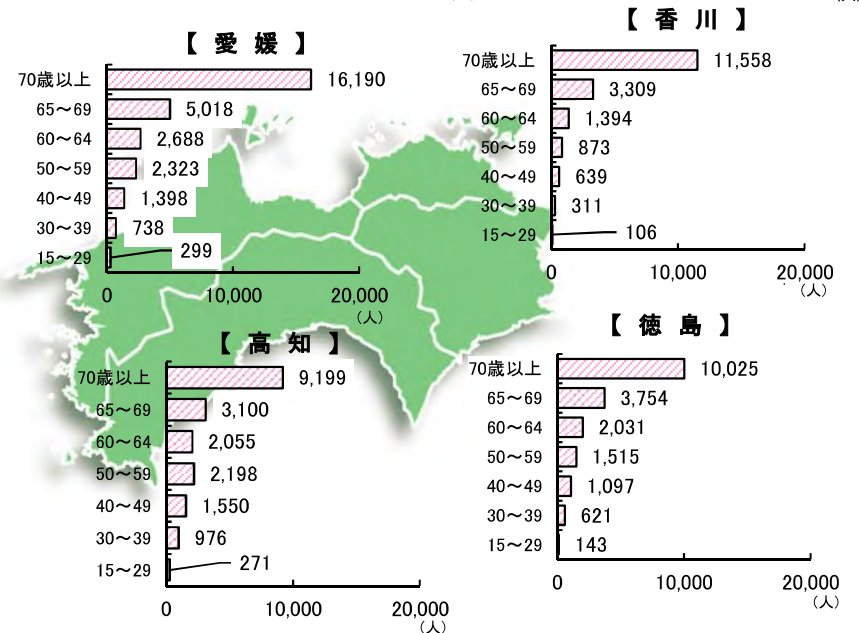 【 愛 媛 】
70歳以上 16,190
65～69 5,018
60～64 2,688
50～59 2,323
40～49 1,398
30～39 738
15～29 299
0 10,000 20,000
(人)
【 香 川 】
70歳以上 11,558
65～69 3,309
60～64 1,394
50～59 873
40～49 639
30～39 311
15～29 106
0 10,000 20,000
(人)
【 高 知 】
70歳以上 9,199
65～69 3,100
60～64 2,055
50～59 2,198
40～49 1,550
30～39 976
15～29 271
0 10,000 20,000
(人)
【 徳 島 】
70歳以上 10,025
65～69 3,754
60～64 2,031
50～59 1,515
40～49 1,097
30～39 621
15～29 143
0 10,000 20,000
(人)